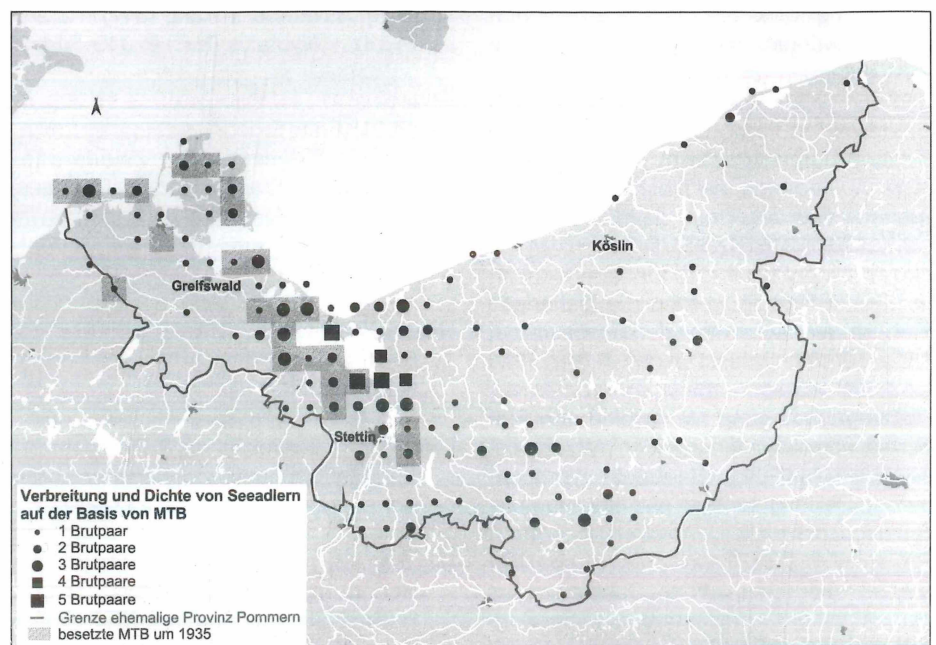 Köslin
Greifswald
Stettin
Verbreitung und Dichte von Seeadlern
auf der Basis von MTB
1 Brutpaar
2 Brutpaare
3 Brutpaare
4 Brutpaare
5 Brutpaare
Grenze ehemalige Provinz Pommern
besetzte MTB um 1935